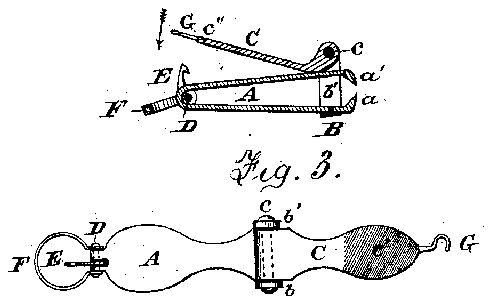 G c'' C c
E a'
A b' a
F D B
Fig. 3.
D c b'
F E A C c'' G
b